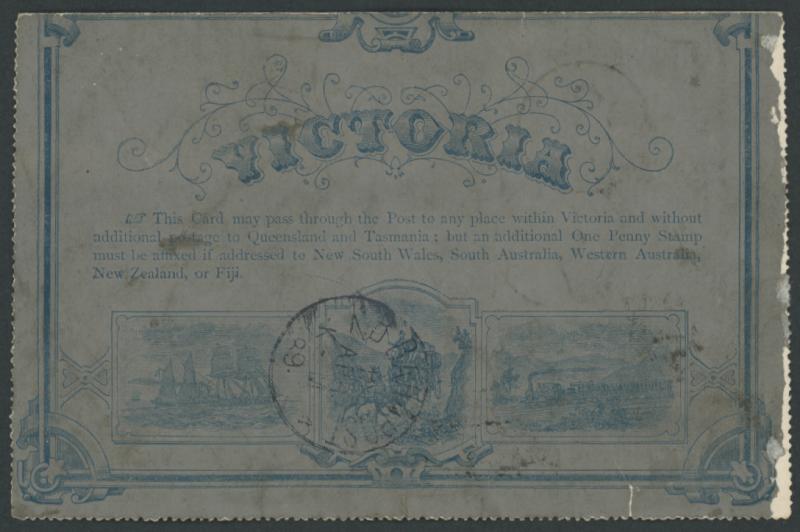 VICTORIA
☞ This Card may pass through the Post to any place within Victoria and without
additional postage to Queensland and Tasmania; but an additional One Penny Stamp
must be affixed if addressed to New South Wales, South Australia, Western Australia,
New Zealand, or Fiji.
89